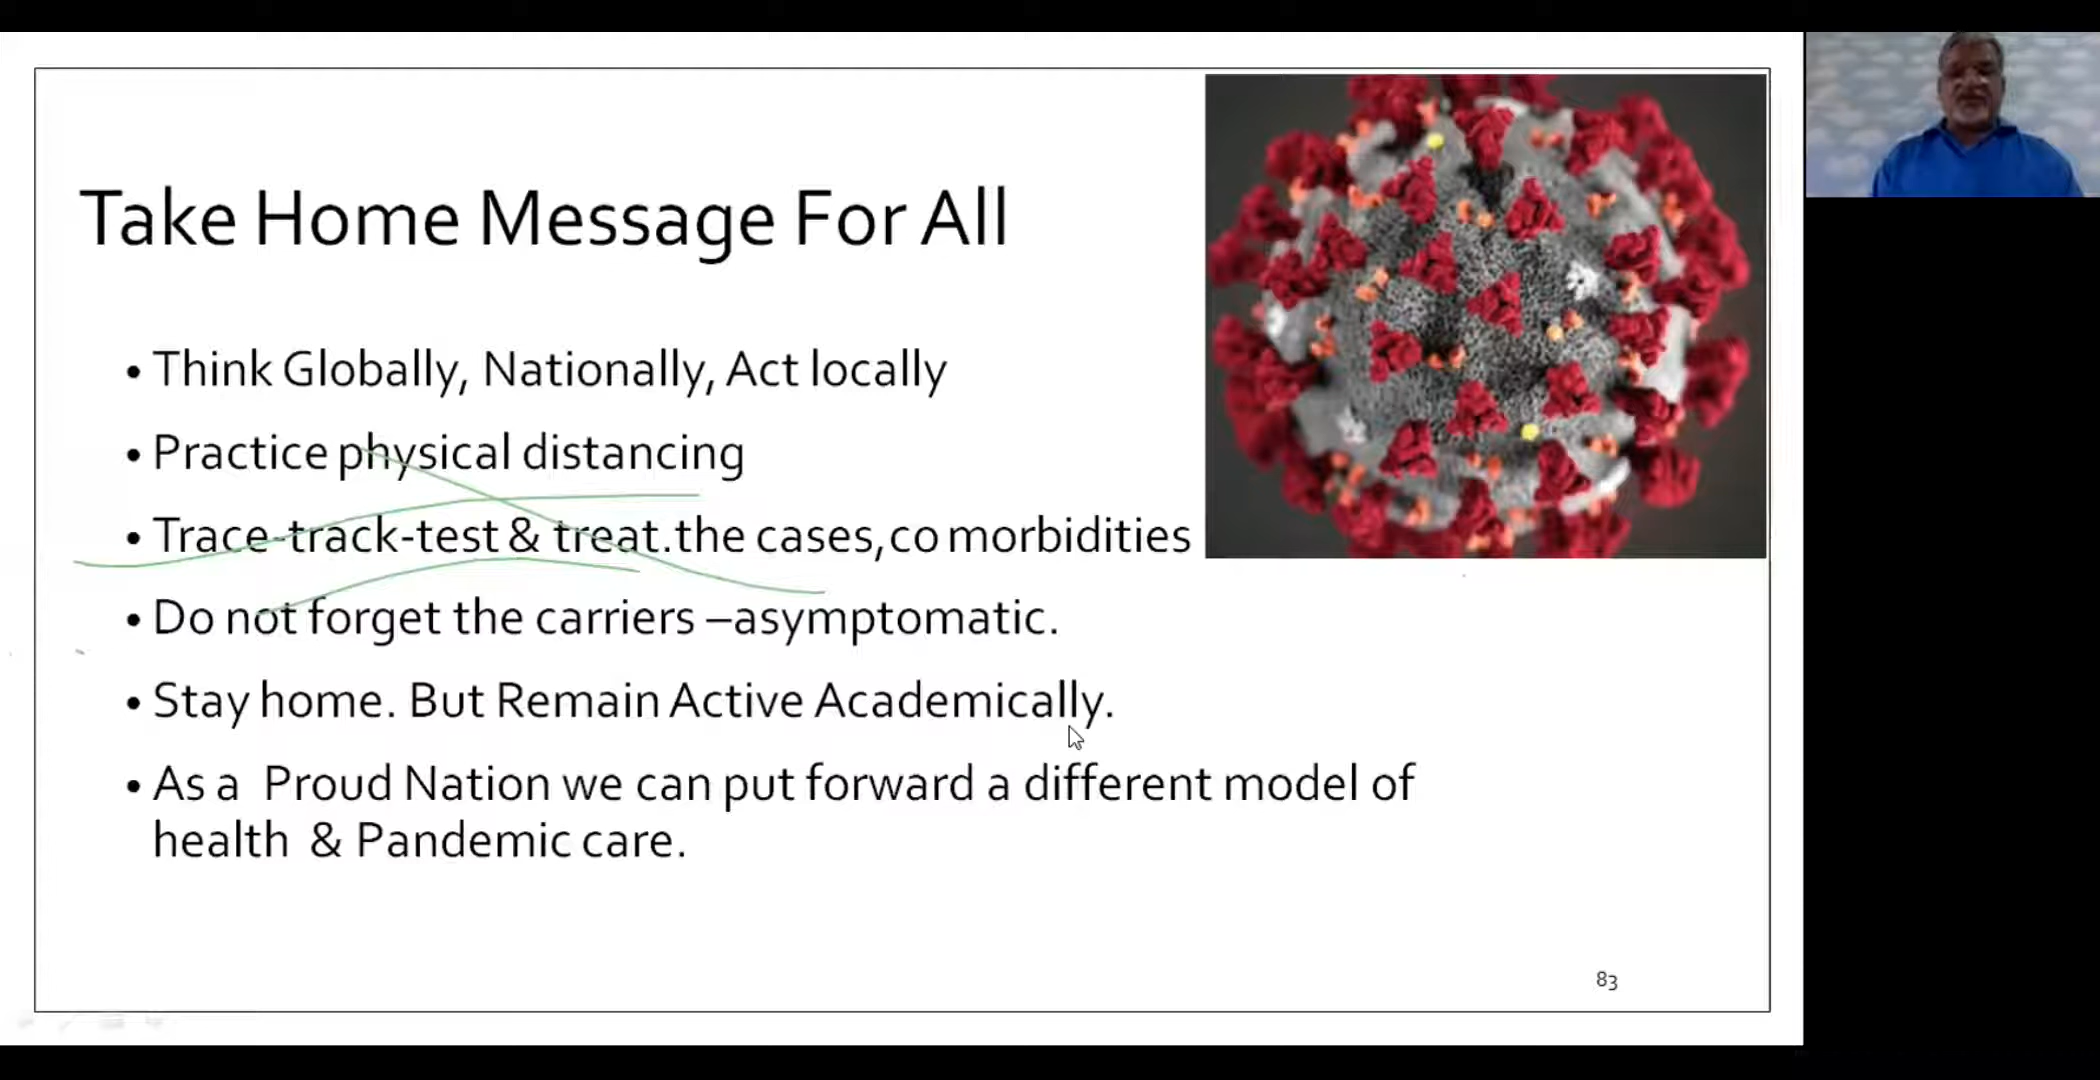 Take Home Message For All
• Think Globally, Nationally, Act locally
• Practice physical distancing
• Trace-track-test & treat.the cases,co morbidities
• Do not forget the carriers –asymptomatic.
• Stay home. But Remain Active Academically.
• As a Proud Nation we can put forward a different model of
health & Pandemic care.
83